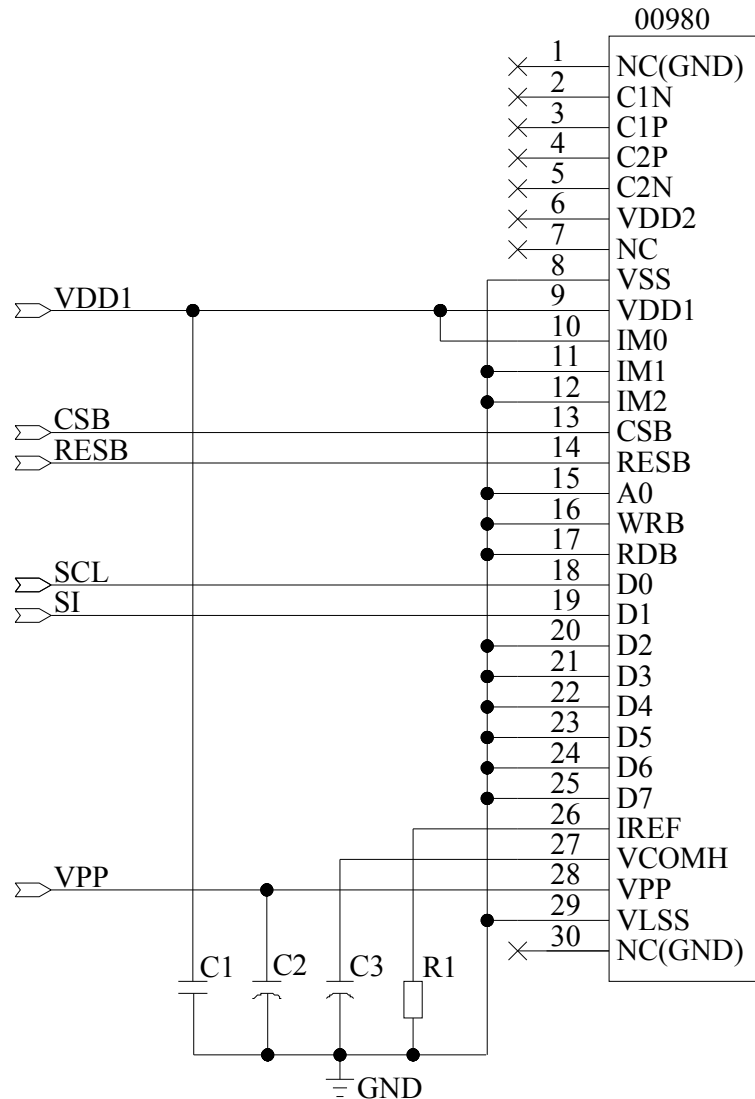 00980
1 NC(GND)
2 C1N
3 C1P
4 C2P
5 C2N
6 VDD2
7 NC
8 VSS
VDD1 9 VDD1
10 IM0
11 IM1
12 IM2
CSB 13 CSB
RESB 14 RESB
15 A0
16 WRB
17 RDB
SCL 18 D0
SI 19 D1
20 D2
21 D3
22 D4
23 D5
24 D6
25 D7
26 IREF
27 VCOMH
VPP 28 VPP
29 VLSS
30 NC(GND)
C1 C2 C3 R1
GND